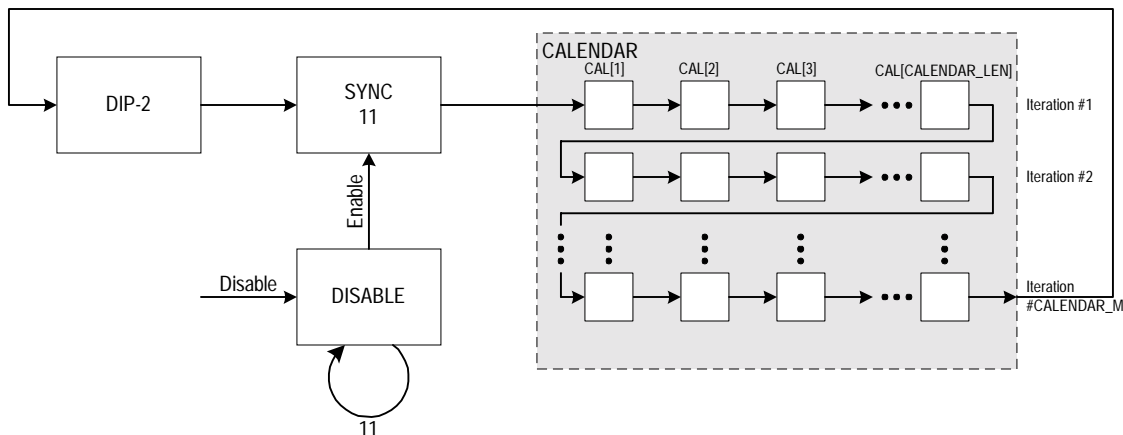 CALENDAR
CAL[1]
CAL[2]
CAL[3]
CAL[CALENDAR_LEN]
DIP-2
SYNC
11
Iteration #1
Iteration #2
Enable
Disable
DISABLE
Iteration
#CALENDAR_M
11